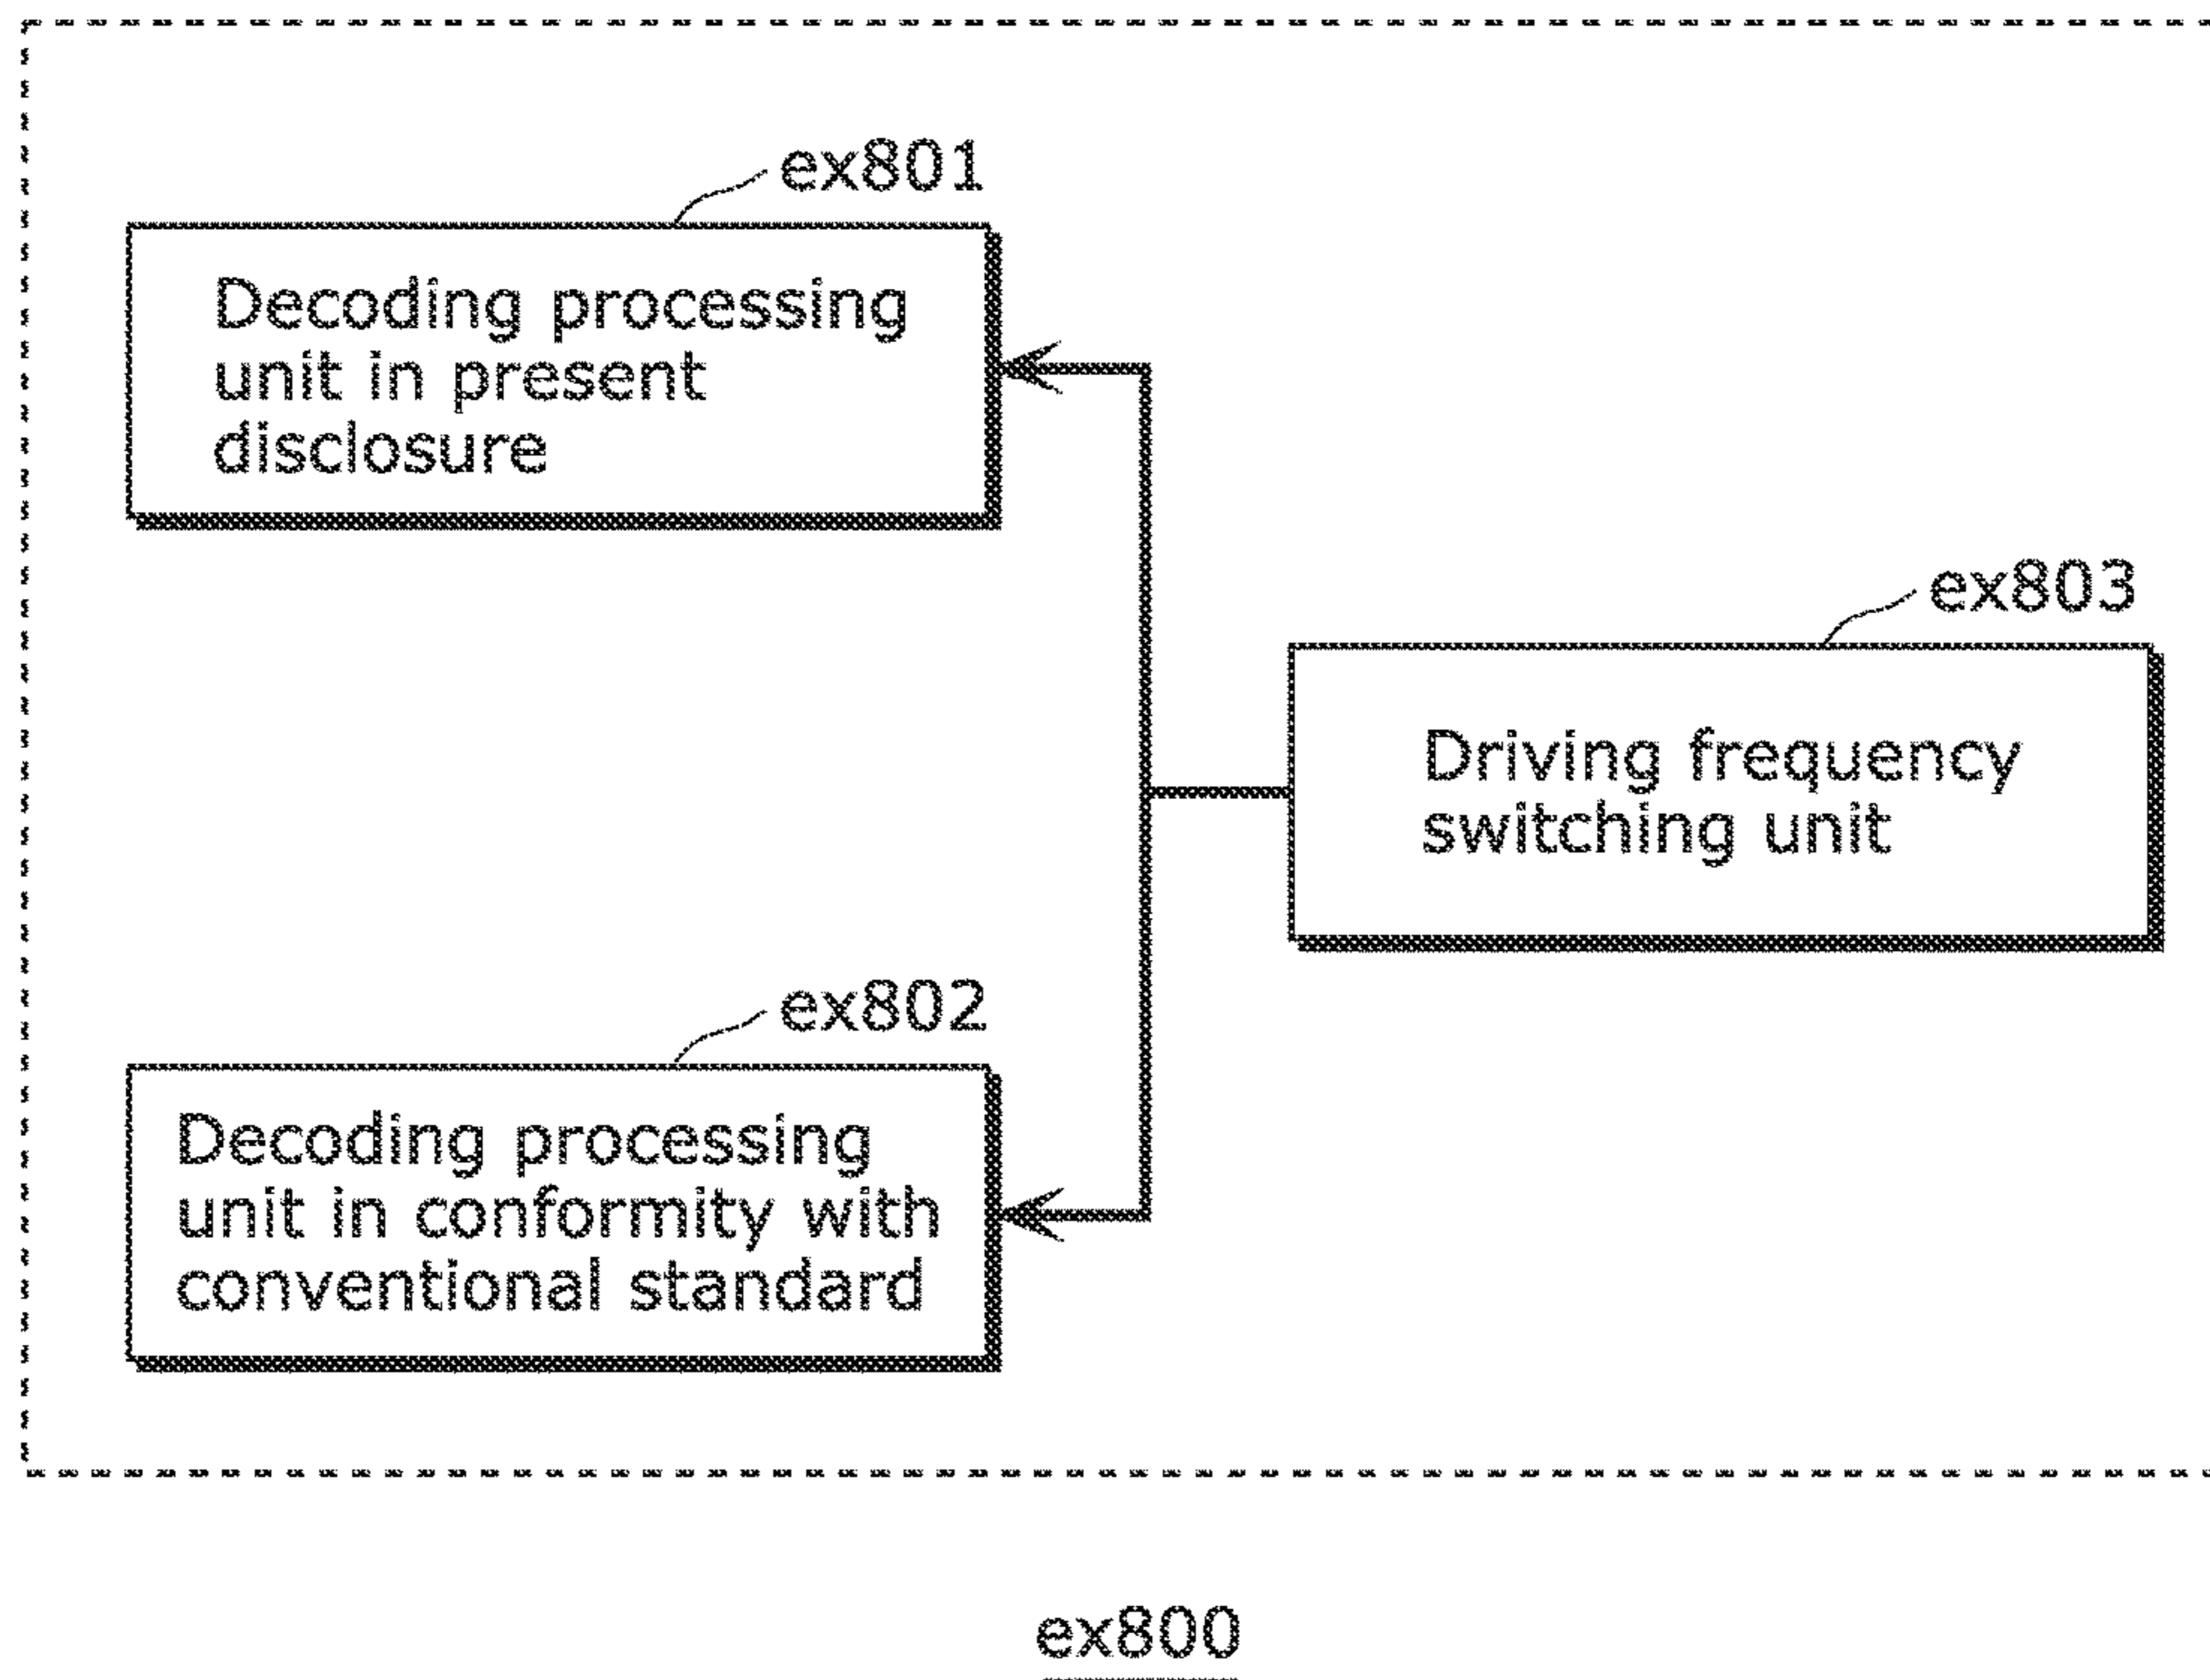 ex801
Decoding processing
unit in present
disclosure
ex803
Driving frequency
switching unit
ex802
Decoding processing
unit in conformity with
conventional standard
ex800